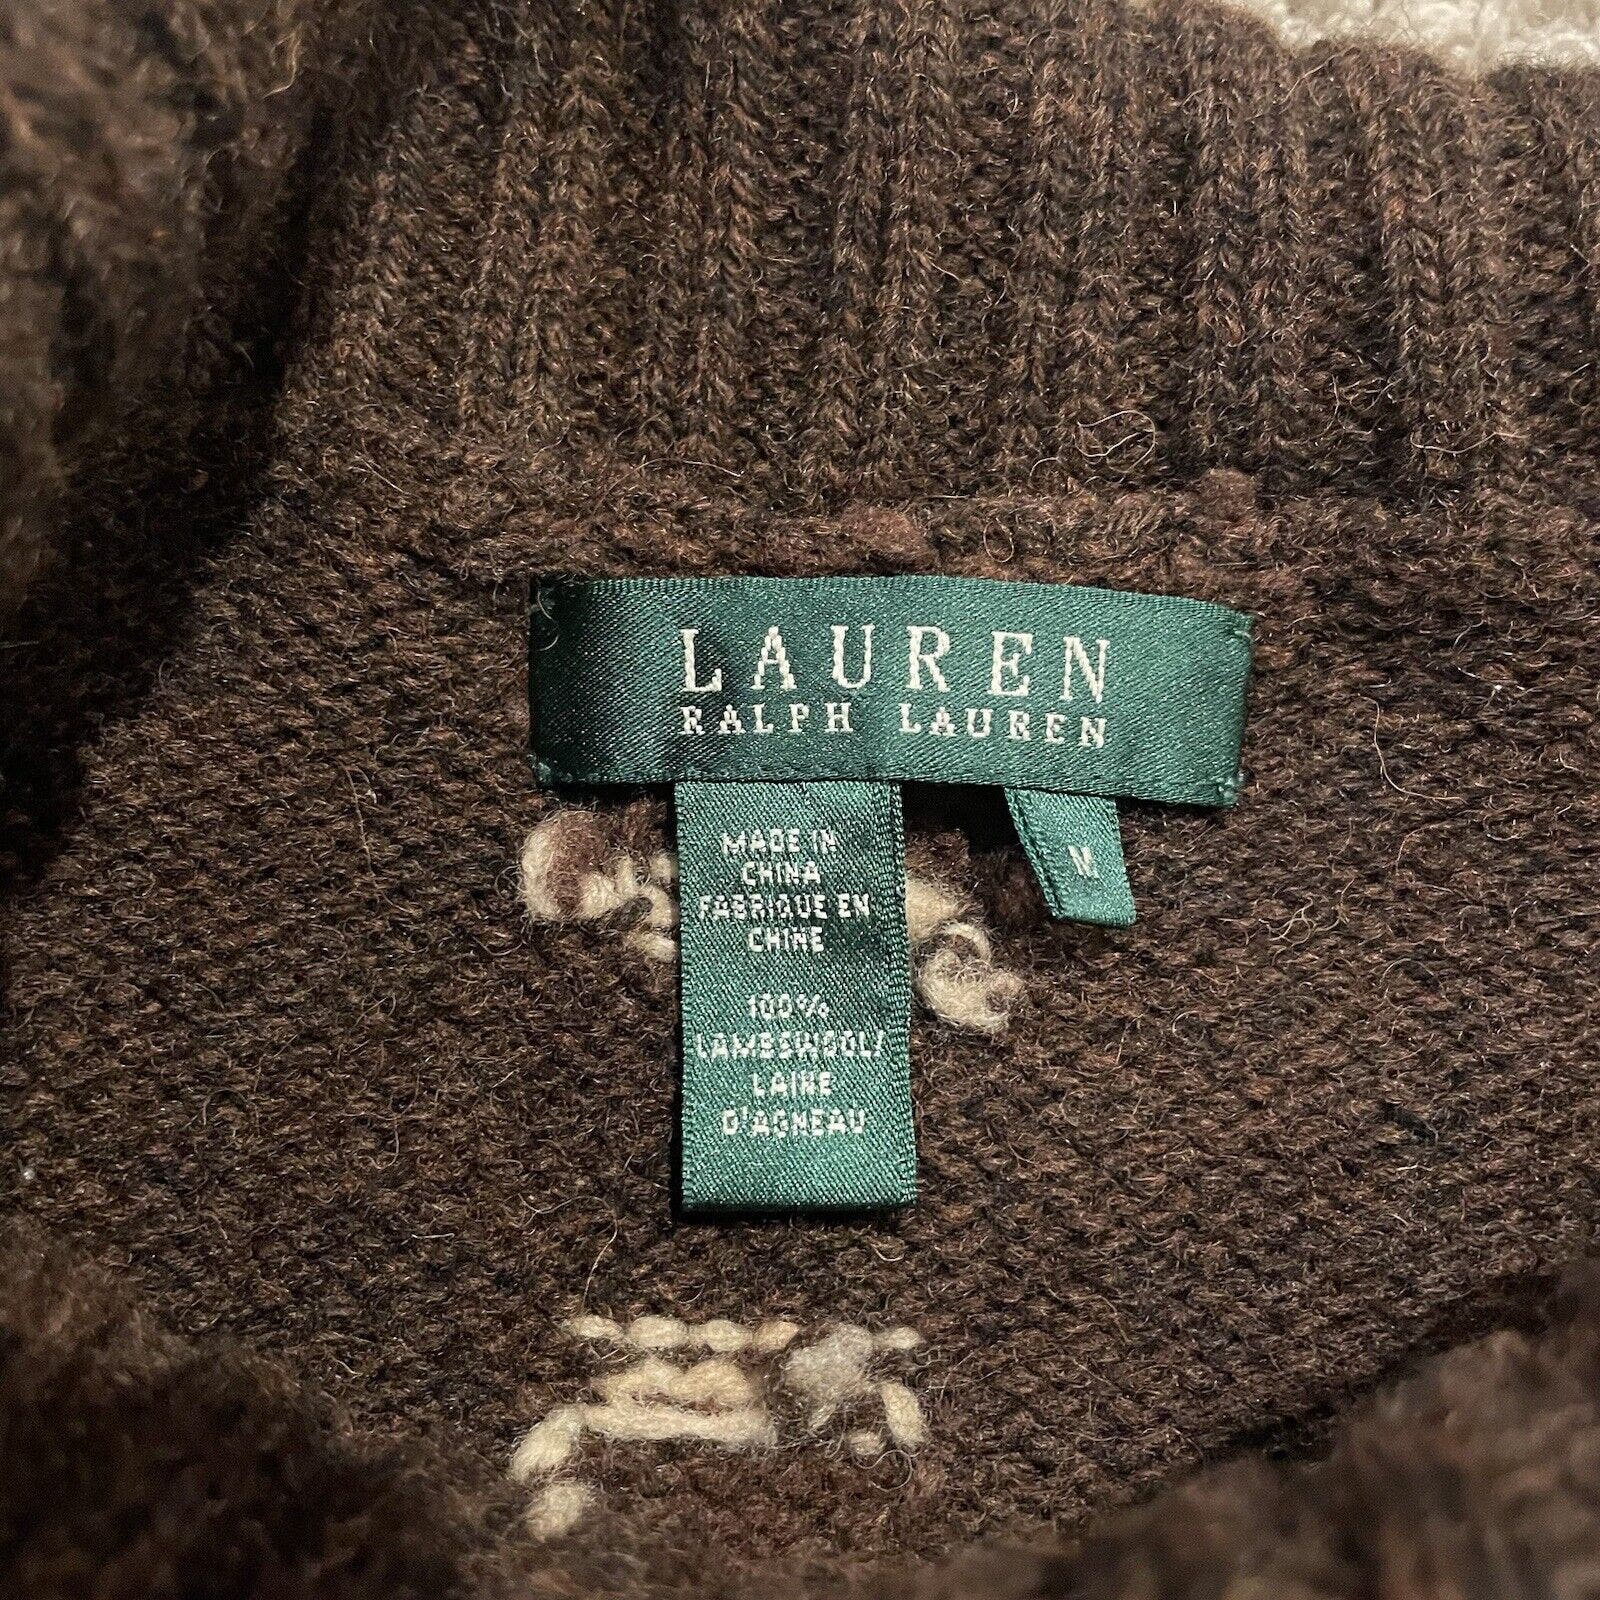 LAUREN
RALPH LAUREN
MADE IN
CHINA
FABRIQUE EN
CHINE
100%
LAMBSWOOL/
LAINE
D'AGNEAU
M